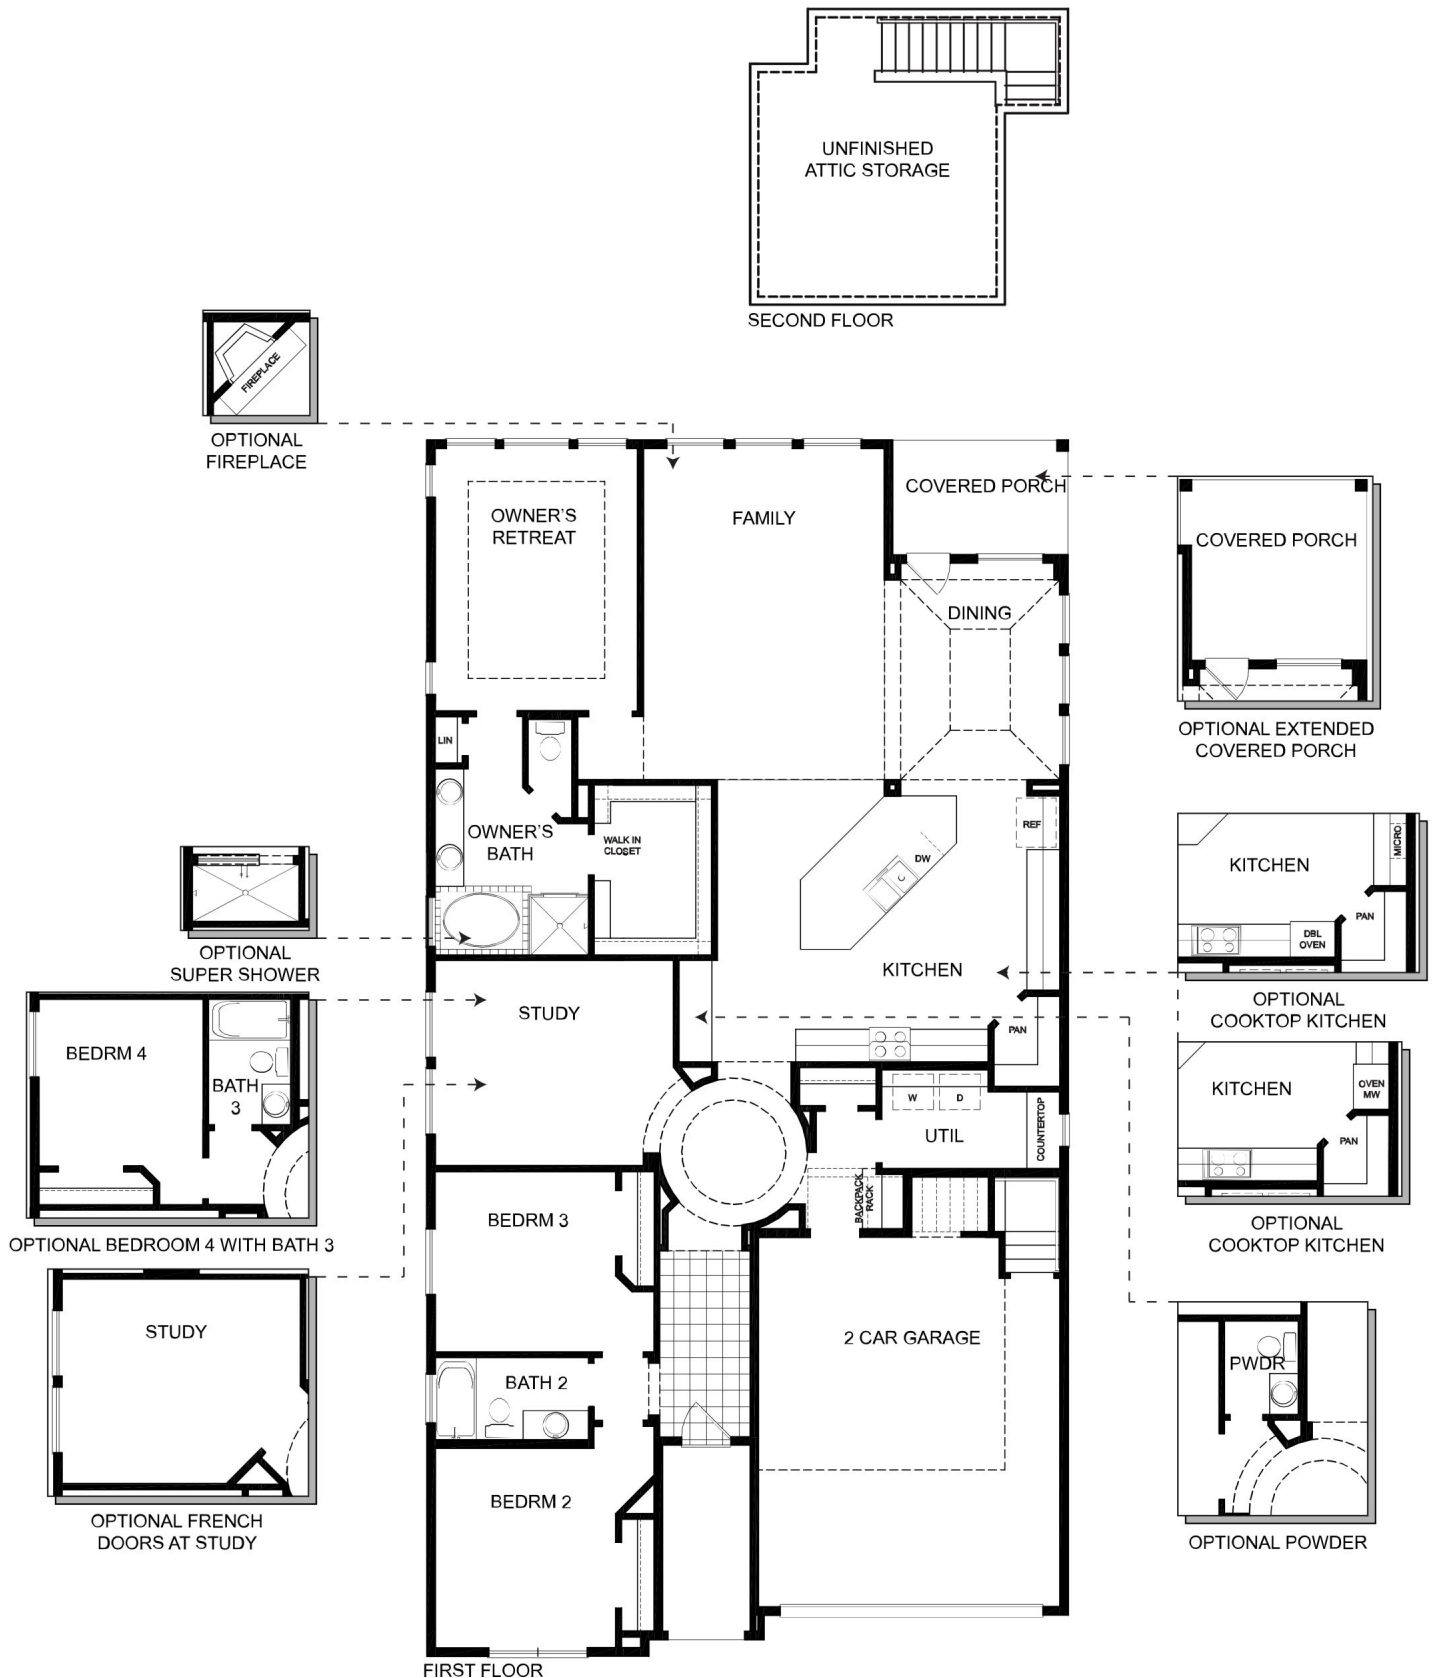 UNFINISHED
ATTIC STORAGE
SECOND FLOOR
FIREPLACE
OPTIONAL
FIREPLACE
OWNER'S
RETREAT
FAMILY
COVERED PORCH
DINING
COVERED PORCH
OPTIONAL EXTENDED
COVERED PORCH
LIN
OWNER'S
BATH
WALK IN
CLOSET
DW
REF
KITCHEN
MICRO
PAN
DBL
OVEN
OPTIONAL
COOKTOP KITCHEN
OPTIONAL
SUPER SHOWER
STUDY
KITCHEN
PAN
BEDRM 4
BATH
3
OPTIONAL BEDROOM 4 WITH BATH 3
KITCHEN
OVEN
MW
PAN
OPTIONAL
COOKTOP KITCHEN
W
D
UTIL
COUNTERTOP
BACKPACK
RACK
BEDRM 3
STUDY
OPTIONAL FRENCH
DOORS AT STUDY
2 CAR GARAGE
PWDR
OPTIONAL POWDER
BATH 2
BEDRM 2
FIRST FLOOR